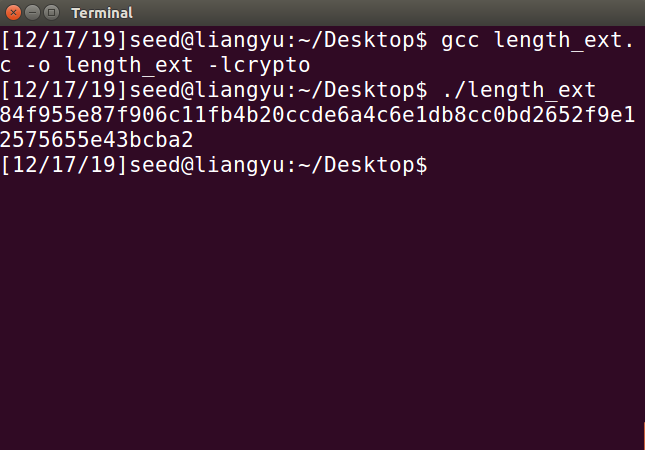 Terminal
[12/17/19]seed@liangyu:~/Desktop$ gcc length_ext.
c -o length_ext -lcrypto
[12/17/19]seed@liangyu:~/Desktop$ ./length_ext
84f955e87f906c11fb4b20ccde6a4c6e1db8cc0bd2652f9e1
2575655e43bcba2
[12/17/19]seed@liangyu:~/Desktop$